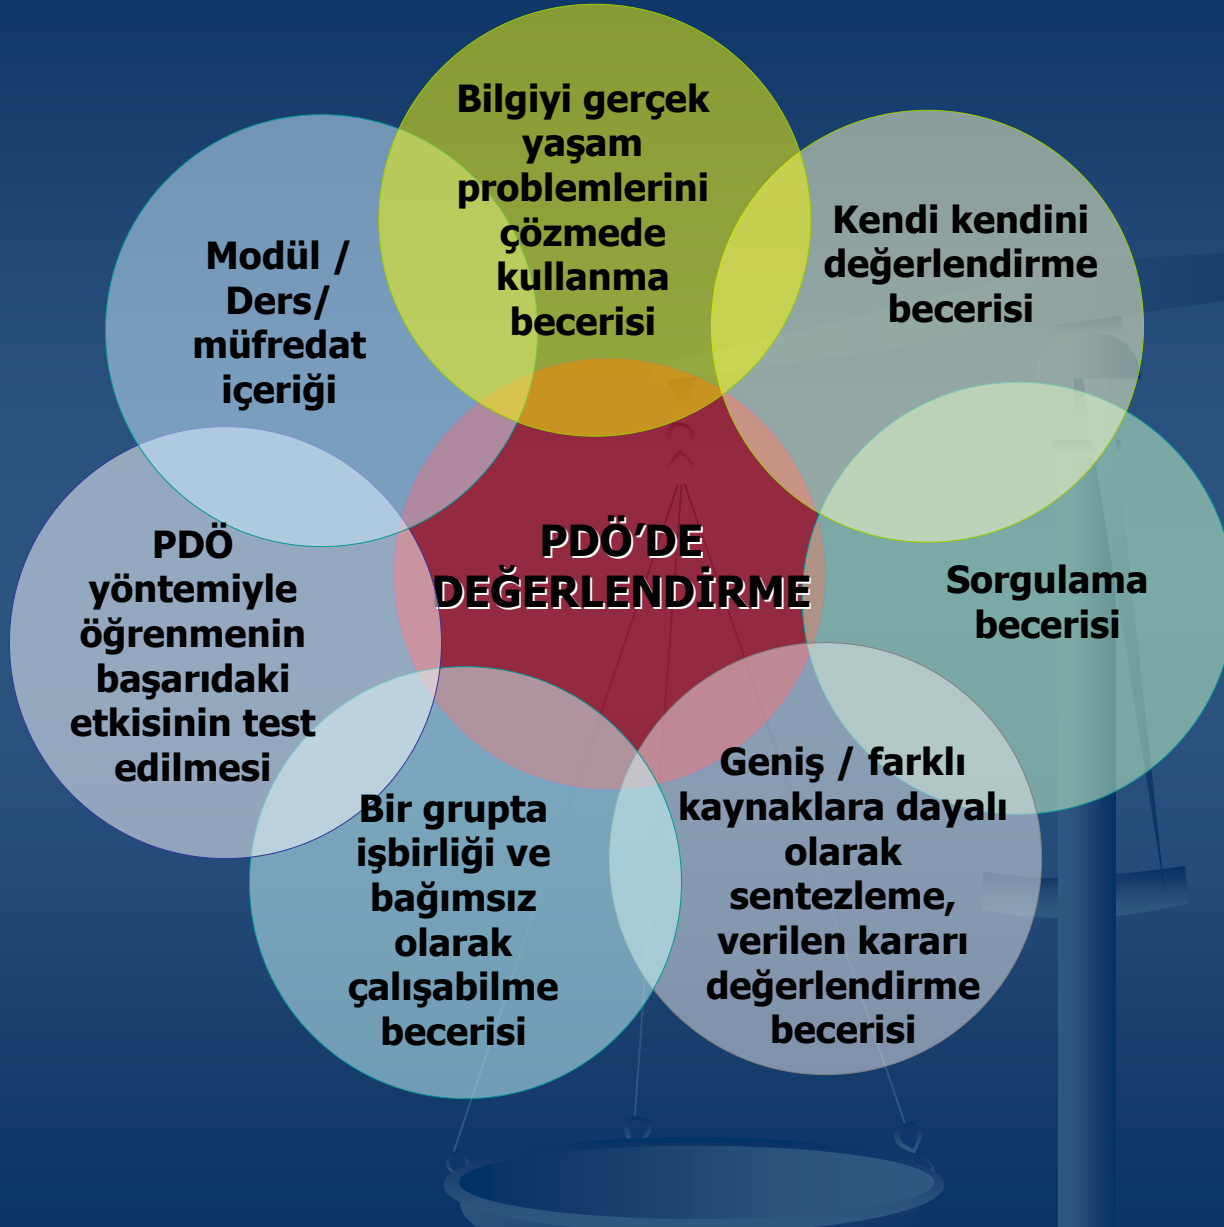 Bilgiyi gerçek
yaşam
problemlerini
çözmede
kullanma
becerisi
Kendi kendini
değerlendirme
becerisi
Modül /
Ders/
müfredat
içeriği
PDÖ'DE
DEĞERLENDİRME
Sorgulama
becerisi
PDÖ
yöntemiyle
öğrenmenin
başarıdaki
etkisinin test
edilmesi
Geniş / farklı
kaynaklara dayalı
olarak
sentezleme,
verilen kararı
değerlendirme
becerisi
Bir grupta
işbirliği ve
bağımsız
olarak
çalışabilme
becerisi